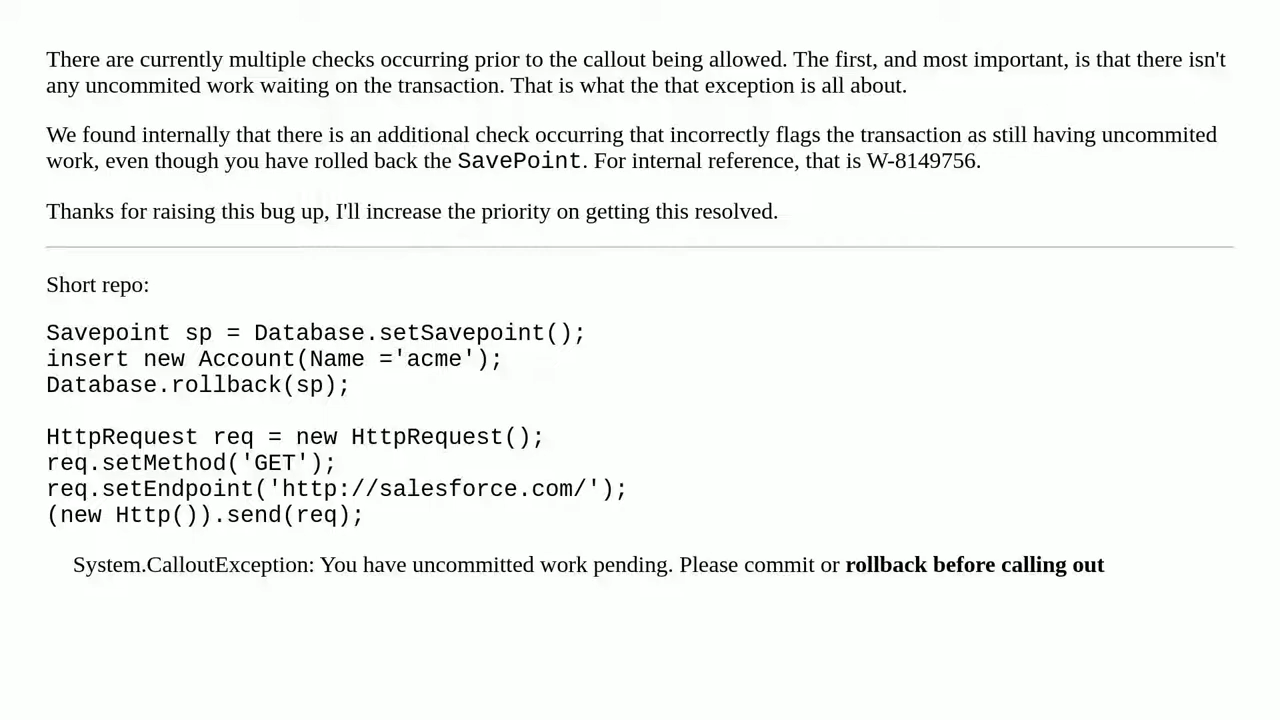 There are currently multiple checks occurring prior to the callout being allowed. The first, and most important, is that there isn't
any uncommited work waiting on the transaction. That is what the that exception is all about.
We found internally that there is an additional check occurring that incorrectly flags the transaction as still having uncommited
work, even though you have rolled back the SavePoint. For internal reference, that is W-8149756.
Thanks for raising this bug up, I'll increase the priority on getting this resolved.
Short repo:
Savepoint sp = Database.setSavepoint();
insert new Account(Name ='acme');
Database.rollback(sp);
HttpRequest req = new HttpRequest();
req.setMethod('GET');
req.setEndpoint('http://salesforce.com/');
(new Http()).send(req);
System.CalloutException: You have uncommitted work pending. Please commit or rollback before calling out